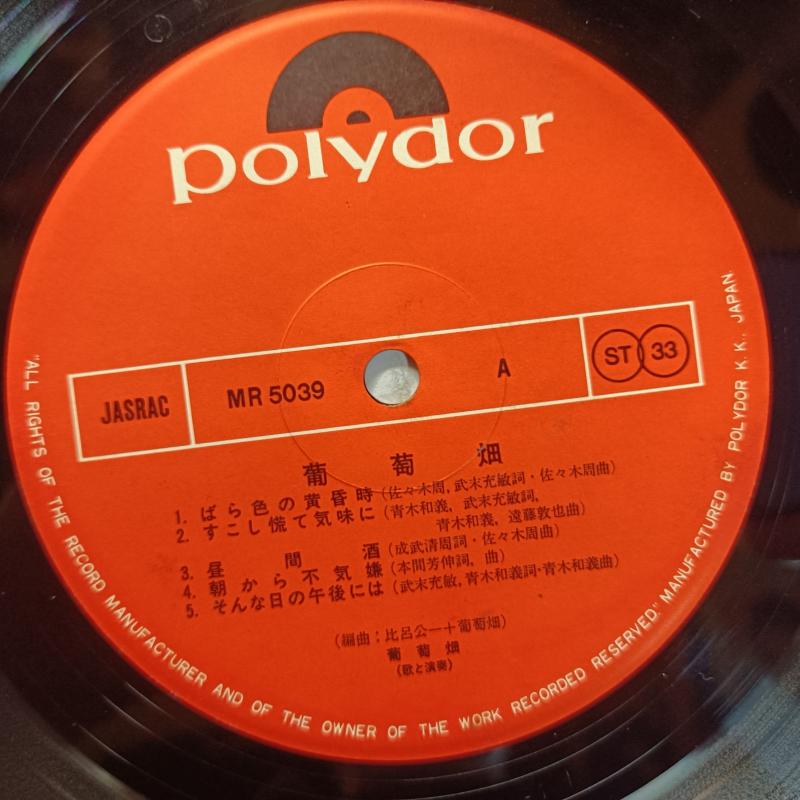 polydor
JASRAC
MR 5039
A
ST 33
葡萄畑
1. ばら色の黄昏時(佐々木周, 武末充敏詞・佐々木周曲)
2. すこし慌て気味に(青木和義, 武末充敏詞,
青木和義, 遠藤敦也曲)
3. 昼間酒(成武清周詞・佐々木周曲)
4. 朝から不気嫌(本間芳伸詞, 曲)
5. そんな日の午後には(武末充敏, 青木和義詞・青木和義曲)
(編曲:比呂公一+葡萄畑)
葡萄畑
(歌と演奏)
"ALL RIGHTS OF THE RECORD MANUFACTURER AND OF THE OWNER OF THE WORK RECORDED RESERVED." MANUFACTURED BY POLYDOR K.K., JAPAN.